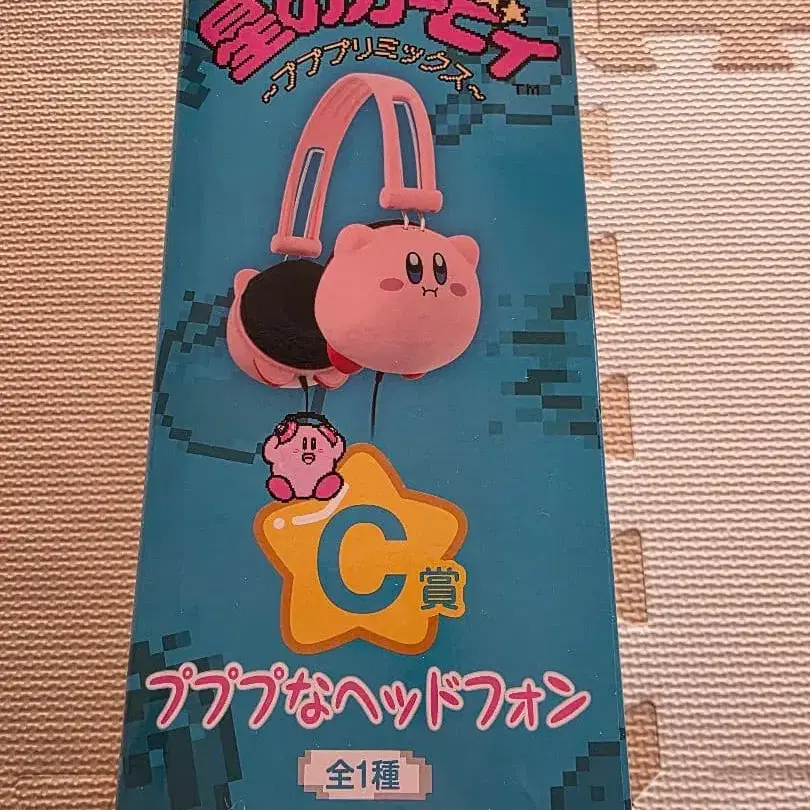 星のカービィ
~プププリミックス~
TM
C賞
プププなヘッドフォン
全1種